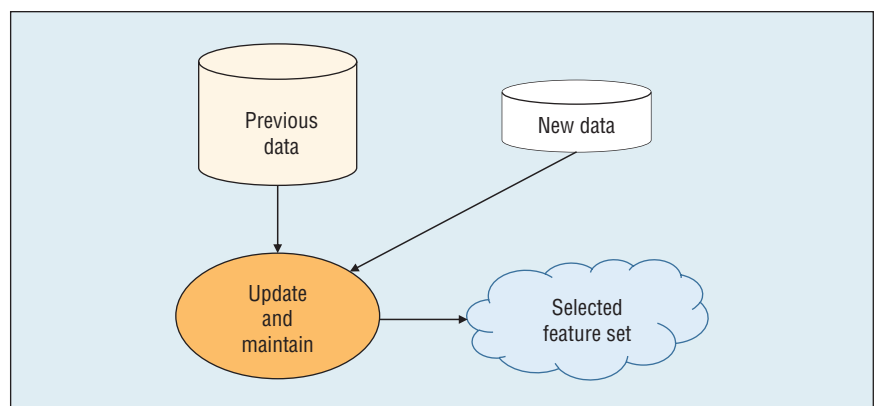 Previous
data
New data
Update
and
maintain
Selected
feature set